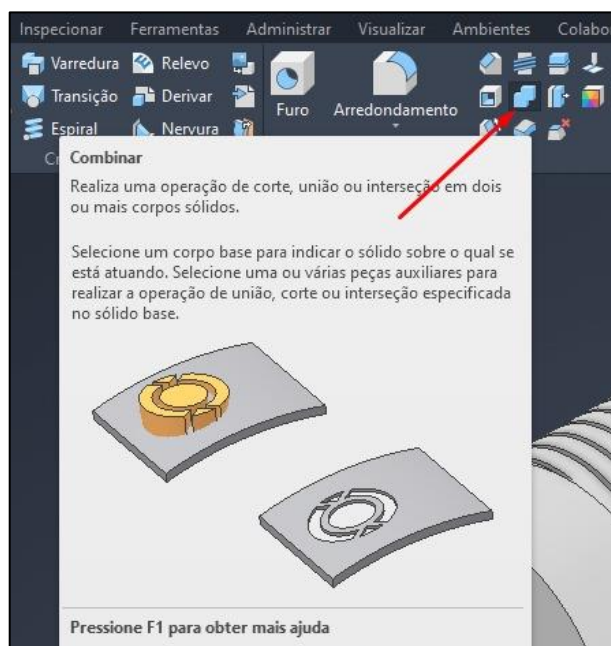 Inspecionar Ferramentas Administrar Visualizar Ambientes Colabo
Varredura Relevo
Transição Derivar
Espiral Nervura
Furo Arredondamento
Combinar
Realiza uma operação de corte, união ou interseção em dois
ou mais corpos sólidos.
Selecione um corpo base para indicar o sólido sobre o qual se
está atuando. Selecione uma ou várias peças auxiliares para
realizar a operação de união, corte ou interseção especificada
no sólido base.
Pressione F1 para obter mais ajuda